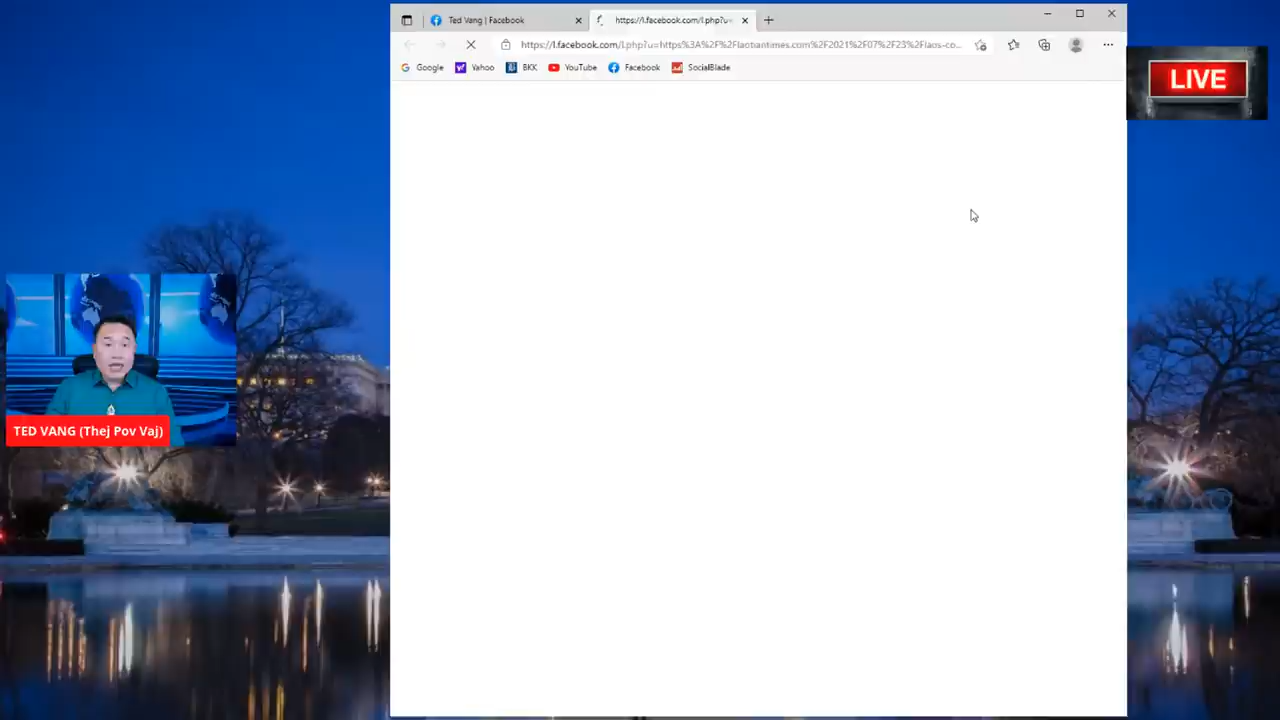 Ted Vang | Facebook
https://l.facebook.com/l.php?u=
https://l.facebook.com/l.php?u=https%3A%2F%2Flaotiantimes.com%2F2021%2F07%2F23%2Flaos-co...
Google Yahoo BKK YouTube Facebook SocialBlade
LIVE
TED VANG (Thej Pov Vaj)